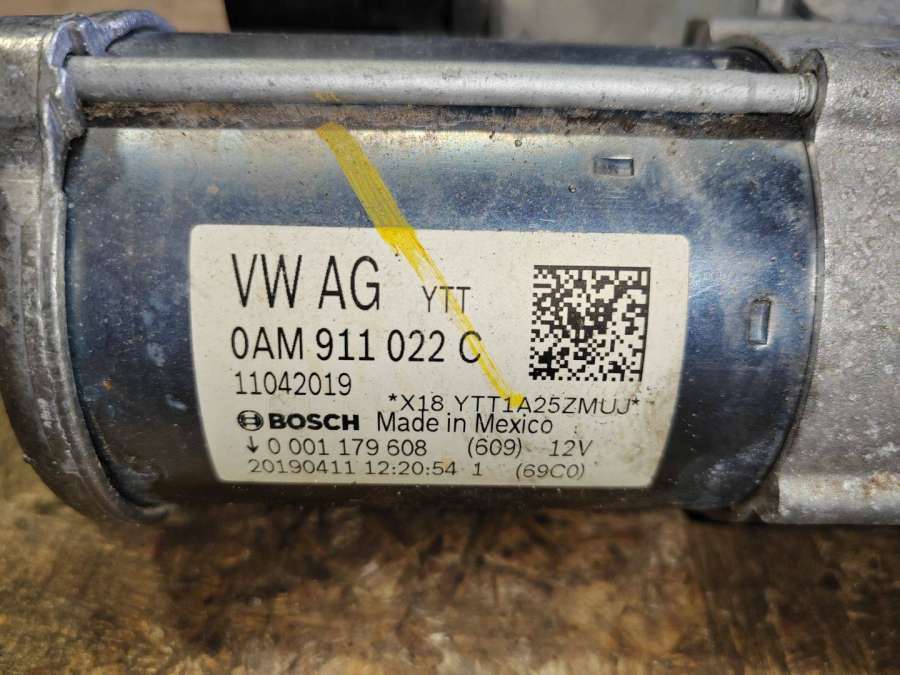 VW AG YTT
0AM 911 022 C
11042019
*X18 YTT1A25ZMUJ*
BOSCH Made in Mexico
↓ 0 001 179 608 (609) 12V
20190411 12:20:54 1 (69C0)